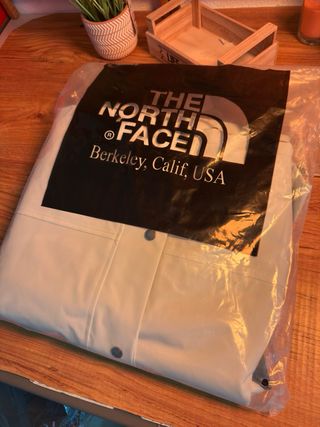 THE
NORTH
® FACE
Berkeley, Calif, USA